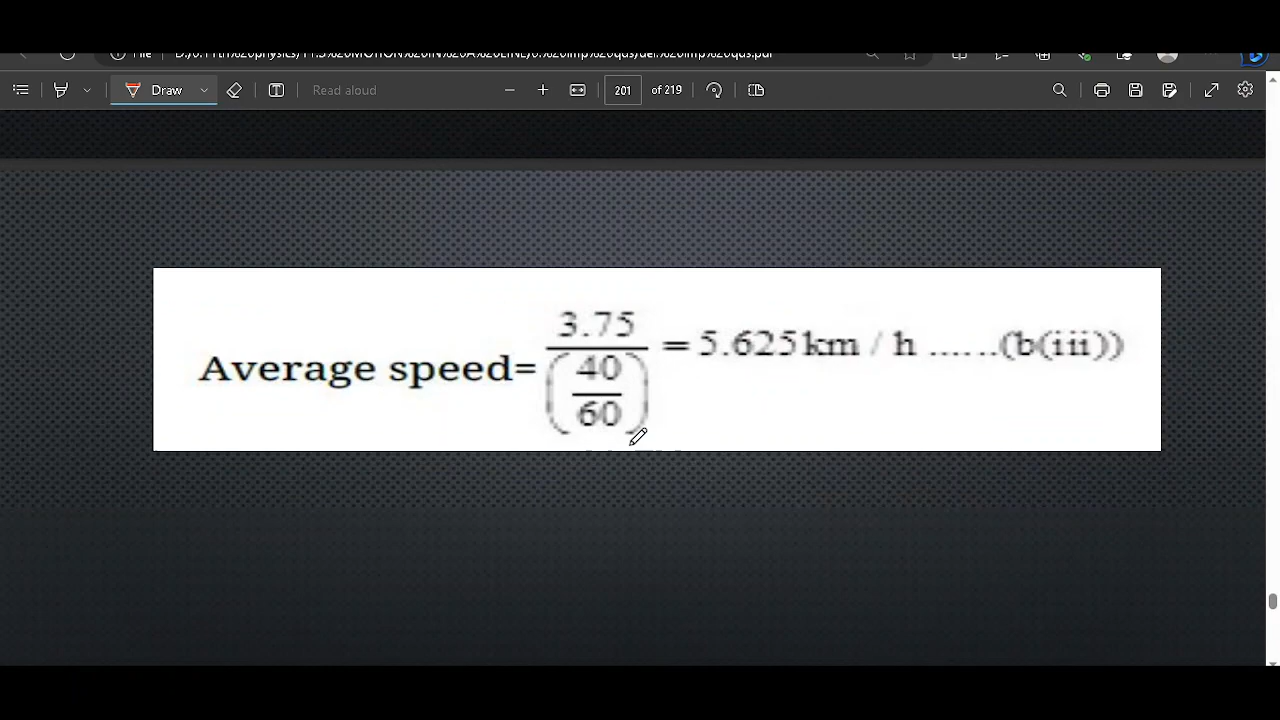 Draw
Read aloud
201 of 219
Average speed= 3.75 / (40/60) = 5.625 km / h ......(b(iii))